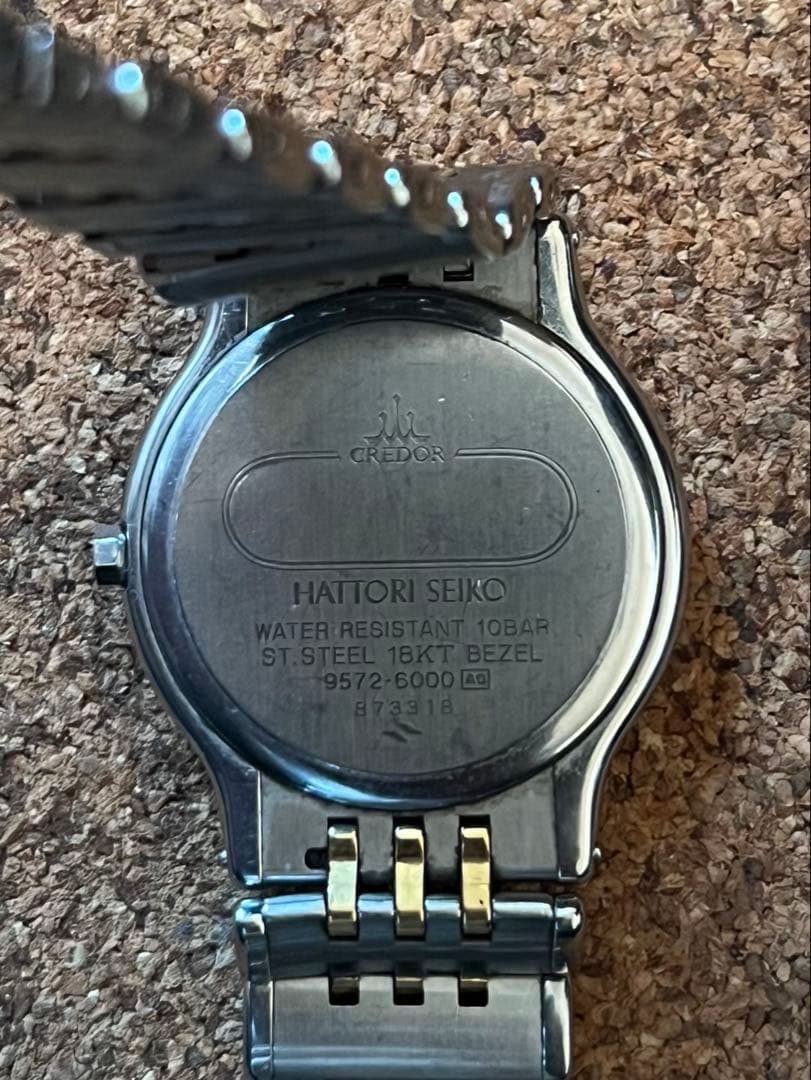 CREDOR
HATTORI SEIKO
WATER RESISTANT 10BAR
ST.STEEL 18KT BEZEL
9572-6000 AG
873318